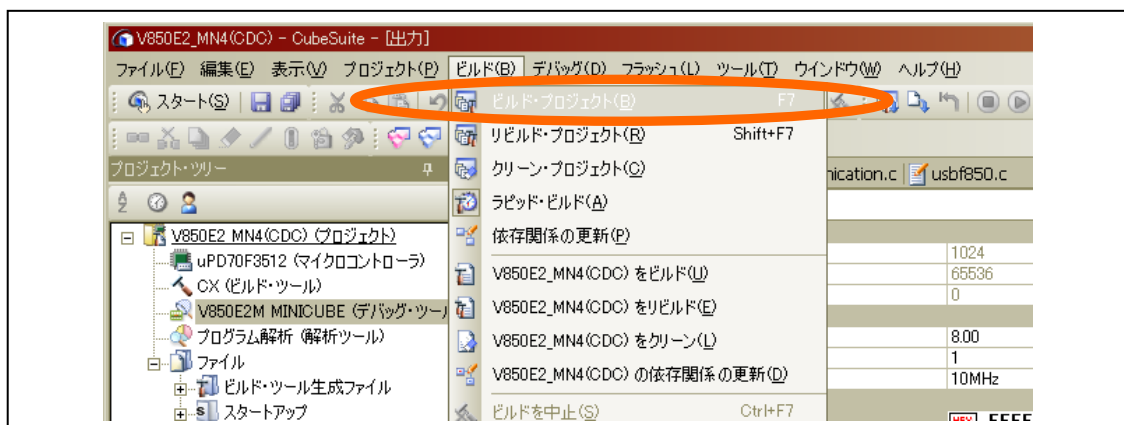 V850E2_MN4(CDC) - CubeSuite - [出力]
ファイル(F) 編集(E) 表示(V) プロジェクト(P) ビルド(B) デバッグ(D) フラッシュ(L) ツール(T) ウインドウ(W) ヘルプ(H)
スタート(S)
ビルド・プロジェクト(B) F7
リビルド・プロジェクト(R) Shift+F7
プロジェクト・ツリー
クリーン・プロジェクト(C)
nication.c usbf850.c
ラピッド・ビルド(A)
V850E2_MN4(CDC) (プロジェクト)
依存関係の更新(P)
uPD70F3512 (マイクロコントローラ)
1024
V850E2_MN4(CDC) をビルド(U)
65536
CX (ビルド・ツール)
0
V850E2M MINICUBE (デバッグ・ツール
V850E2_MN4(CDC) をリビルド(E)
プログラム解析 (解析ツール)
V850E2_MN4(CDC) をクリーン(L)
8.00
ファイル
1
V850E2_MN4(CDC) の依存関係の更新(D)
10MHz
ビルド・ツール生成ファイル
スタートアップ
ビルドを中止(S) Ctrl+F7